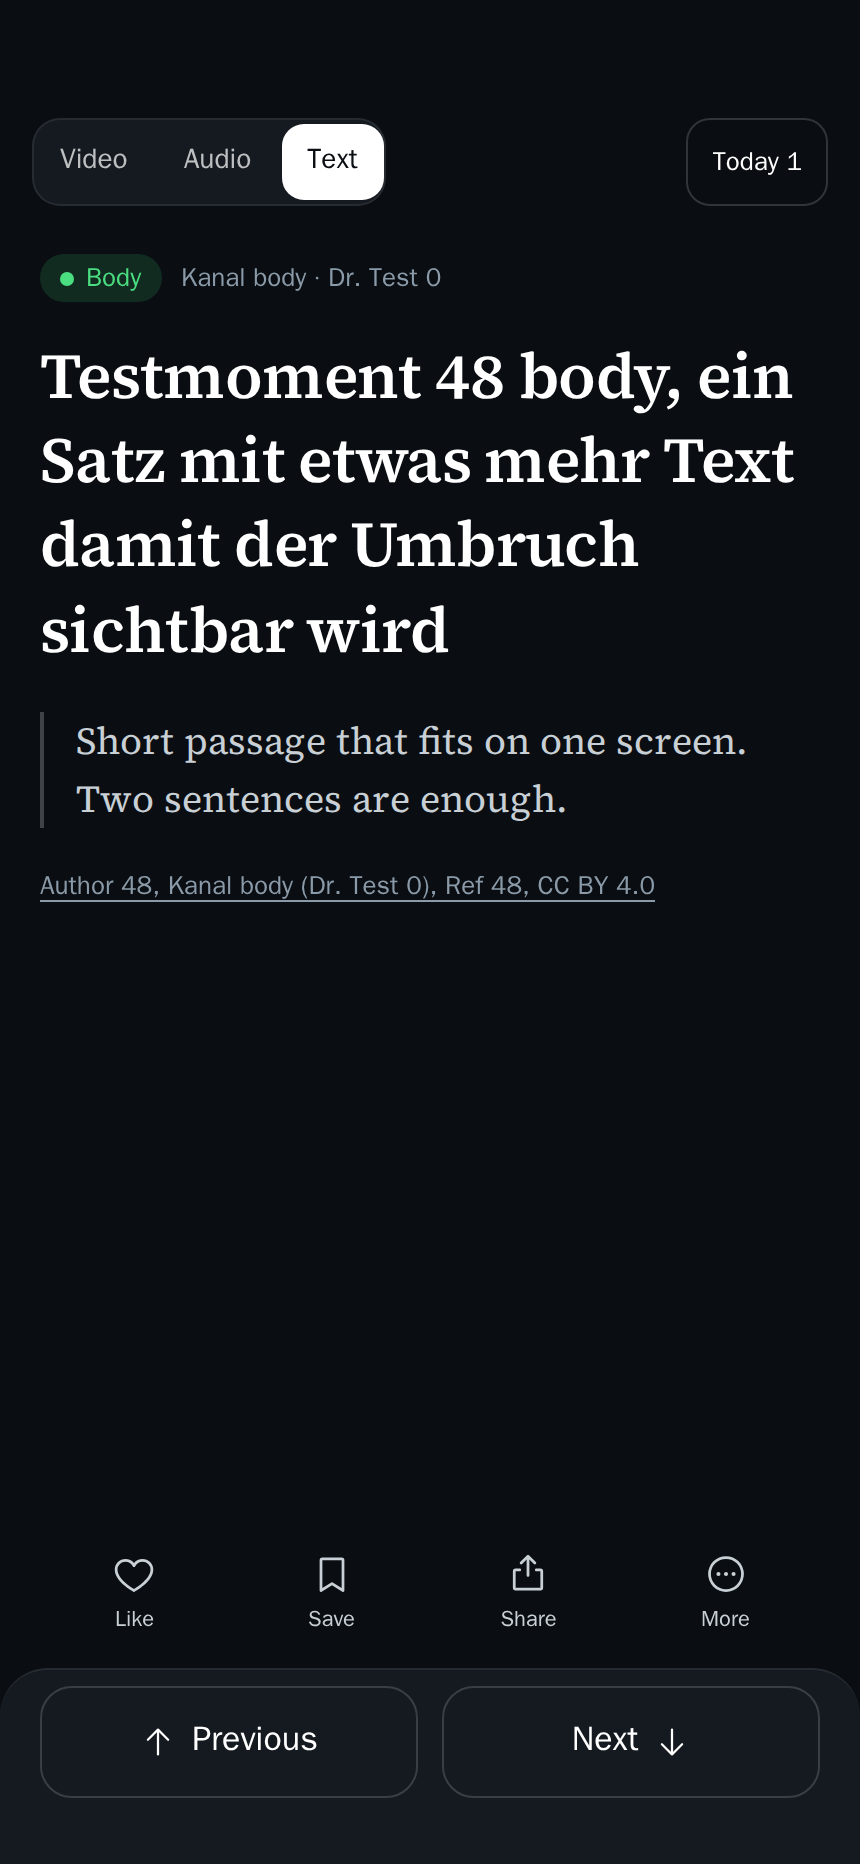 Video Audio Text Today 1
Body Kanal body · Dr. Test 0
Testmoment 48 body, ein
Satz mit etwas mehr Text
damit der Umbruch
sichtbar wird
Short passage that fits on one screen.
Two sentences are enough.
Author 48, Kanal body (Dr. Test 0), Ref 48, CC BY 4.0
Like Save Share More
Previous Next